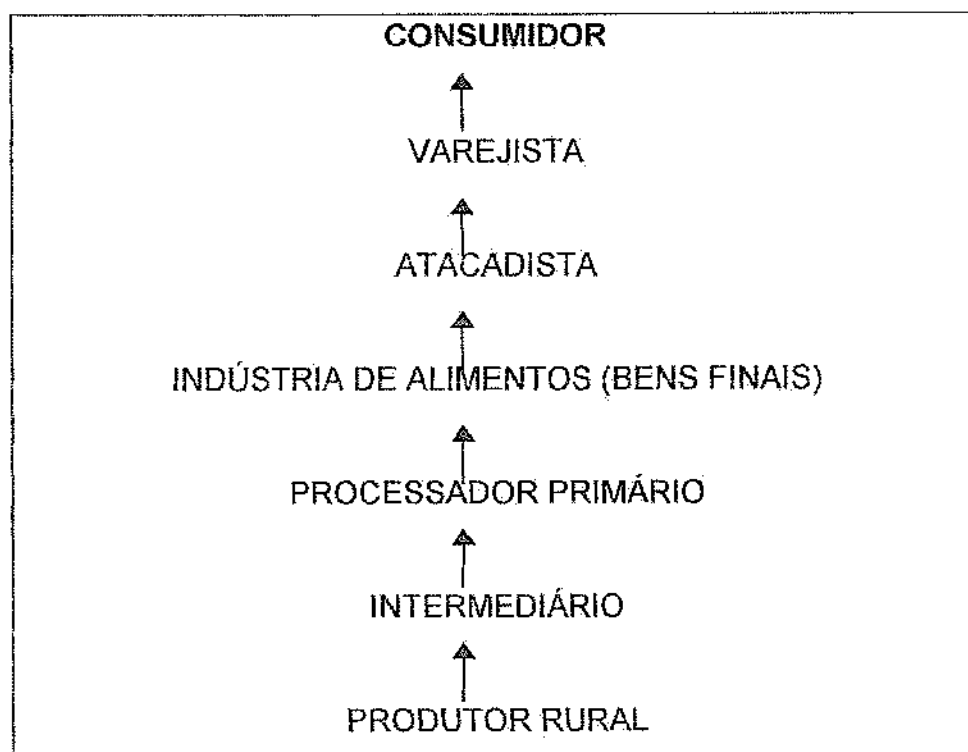 CONSUMIDOR
VAREJISTA
ATACADISTA
INDÚSTRIA DE ALIMENTOS (BENS FINAIS)
PROCESSADOR PRIMÁRIO
INTERMEDIÁRIO
PRODUTOR RURAL